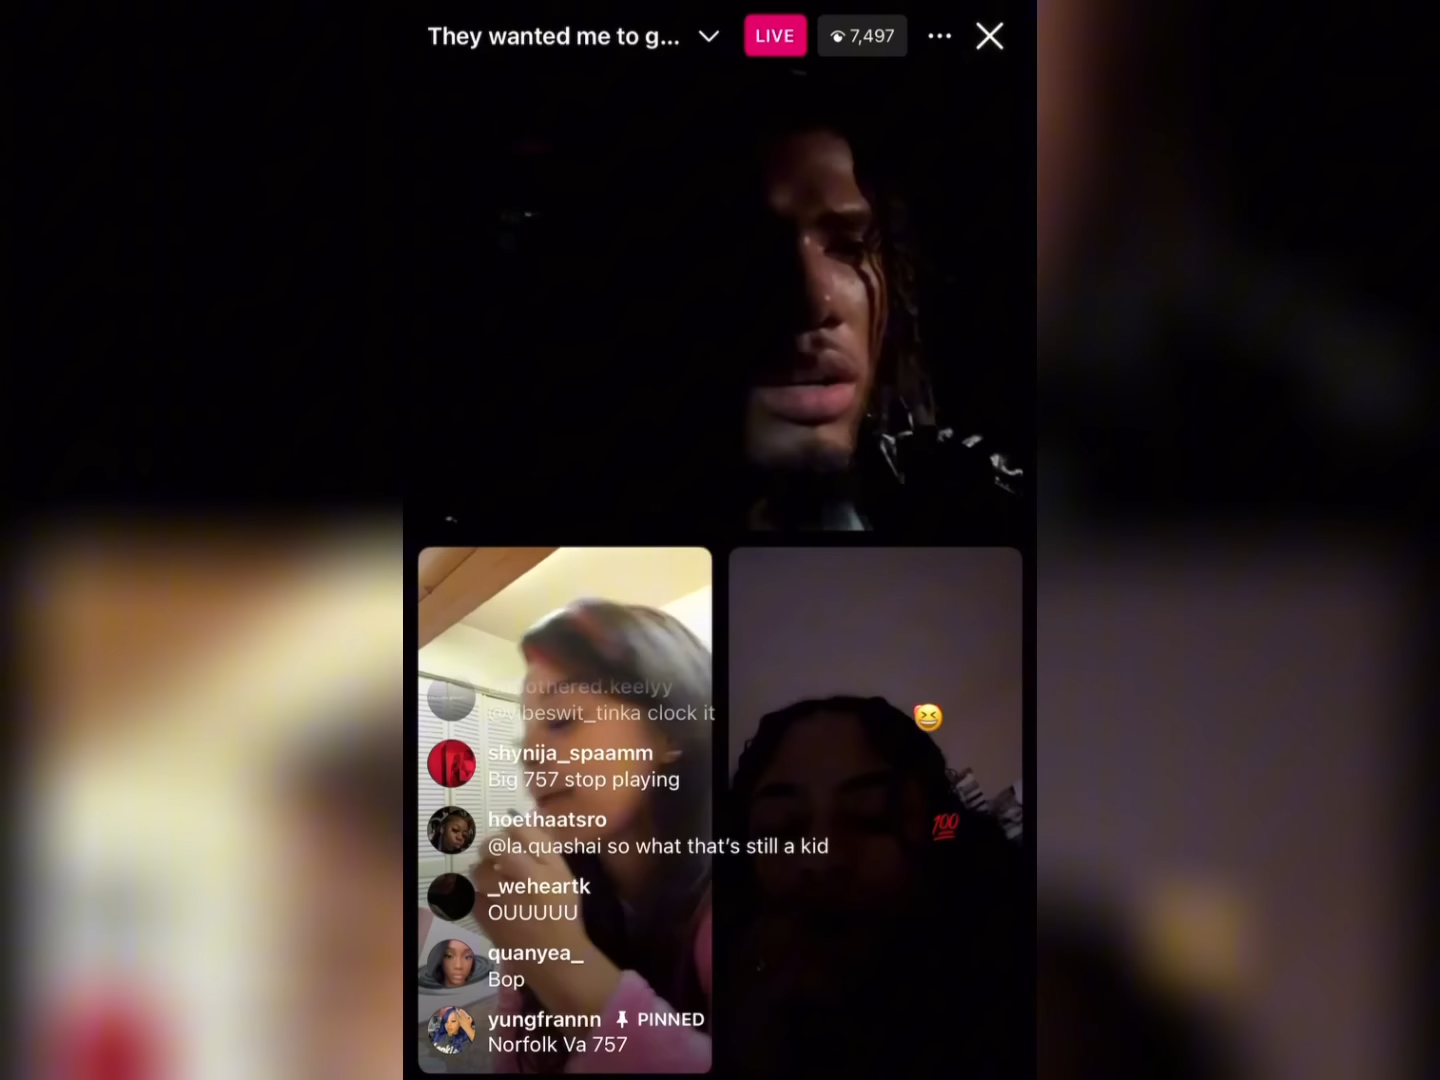 They wanted me to g...
LIVE
7,497
@vibeswit_tinka clock it
shynija_spaamm
Big 757 stop playing
hoethaatsro
@la.quashai so what that's still a kid
_weheartk
OUUUUU
quanyea_
Bop
yungfrannn PINNED
Norfolk Va 757
100